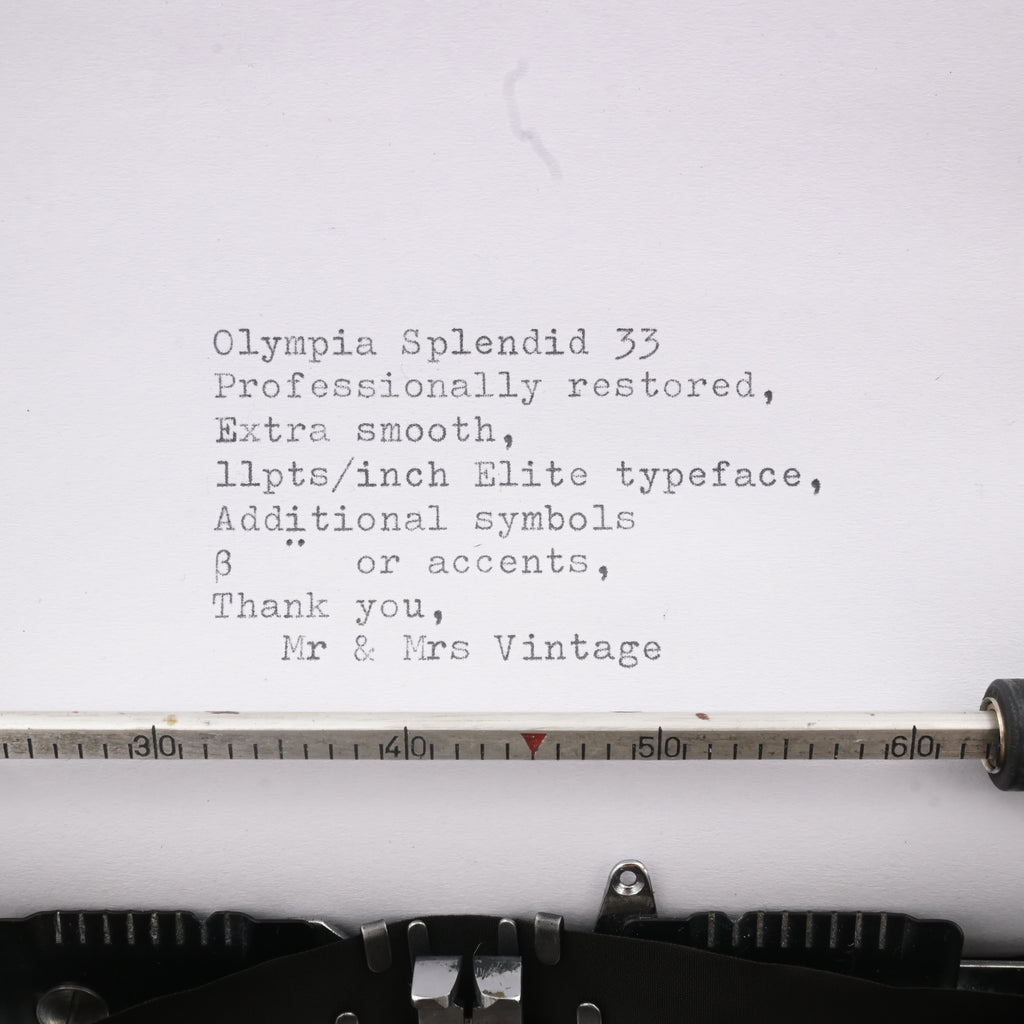 Olympia Splendid 33
Professionally restored,
Extra smooth,
11pts/inch Elite typeface,
Additional symbols
β    ¨    or accents,
Thank you,
Mr & Mrs Vintage
30 40 50 60